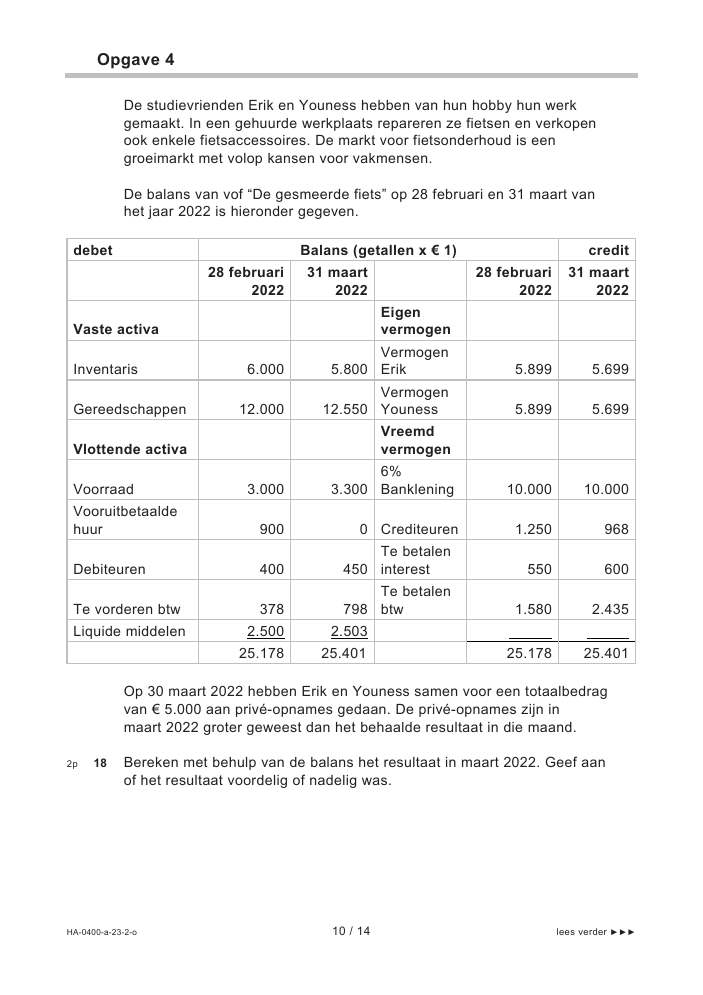 Opgave 4
De studievrienden Erik en Youness hebben van hun hobby hun werk
gemaakt. In een gehuurde werkplaats repareren ze fietsen en verkopen
ook enkele fietsaccessoires. De markt voor fietsonderhoud is een
groeimarkt met volop kansen voor vakmensen.
De balans van vof “De gesmeerde fiets” op 28 februari en 31 maart van
het jaar 2022 is hieronder gegeven.
debet Balans (getallen x € 1) credit
28 februari 31 maart 28 februari 31 maart
2022 2022 2022 2022
Eigen
Vaste activa vermogen
Vermogen
Inventaris 6.000 5.800 Erik 5.899 5.699
Vermogen
Gereedschappen 12.000 12.550 Youness 5.899 5.699
Vreemd
Vlottende activa vermogen
6%
Voorraad 3.000 3.300 Banklening 10.000 10.000
Vooruitbetaalde
huur 900 0 Crediteuren 1.250 968
Te betalen
Debiteuren 400 450 interest 550 600
Te betalen
Te vorderen btw 378 798 btw 1.580 2.435
Liquide middelen 2.500 2.503
25.178 25.401 25.178 25.401
Op 30 maart 2022 hebben Erik en Youness samen voor een totaalbedrag
van € 5.000 aan privé-opnames gedaan. De privé-opnames zijn in
maart 2022 groter geweest dan het behaalde resultaat in die maand.
2p 18 Bereken met behulp van de balans het resultaat in maart 2022. Geef aan
of het resultaat voordelig of nadelig was.
HA-0400-a-23-2-o 10 / 14 lees verder ►►►